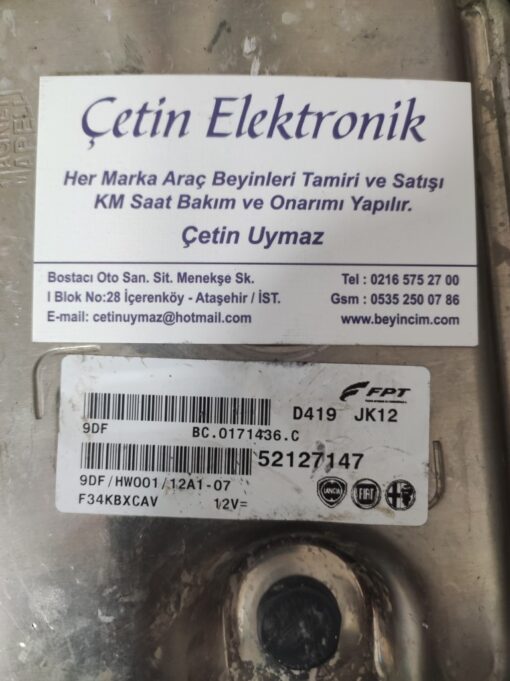 Çetin Elektronik
Her Marka Araç Beyinleri Tamiri ve Satışı
KM Saat Bakım ve Onarımı Yapılır.
Çetin Uymaz
Bostacı Oto San. Sit. Menekşe Sk.
I Blok No:28 İçerenköy - Ataşehir / İST.
E-mail: cetinuymaz@hotmail.com
Tel : 0216 575 27 00
Gsm : 0535 250 07 86
www.beyincim.com
FPT
D419 JK12
9DF BC.0171436.C
52127147
9DF/HW001/12A1-07
F34KBXCAV 12V=
LANCIA FIAT